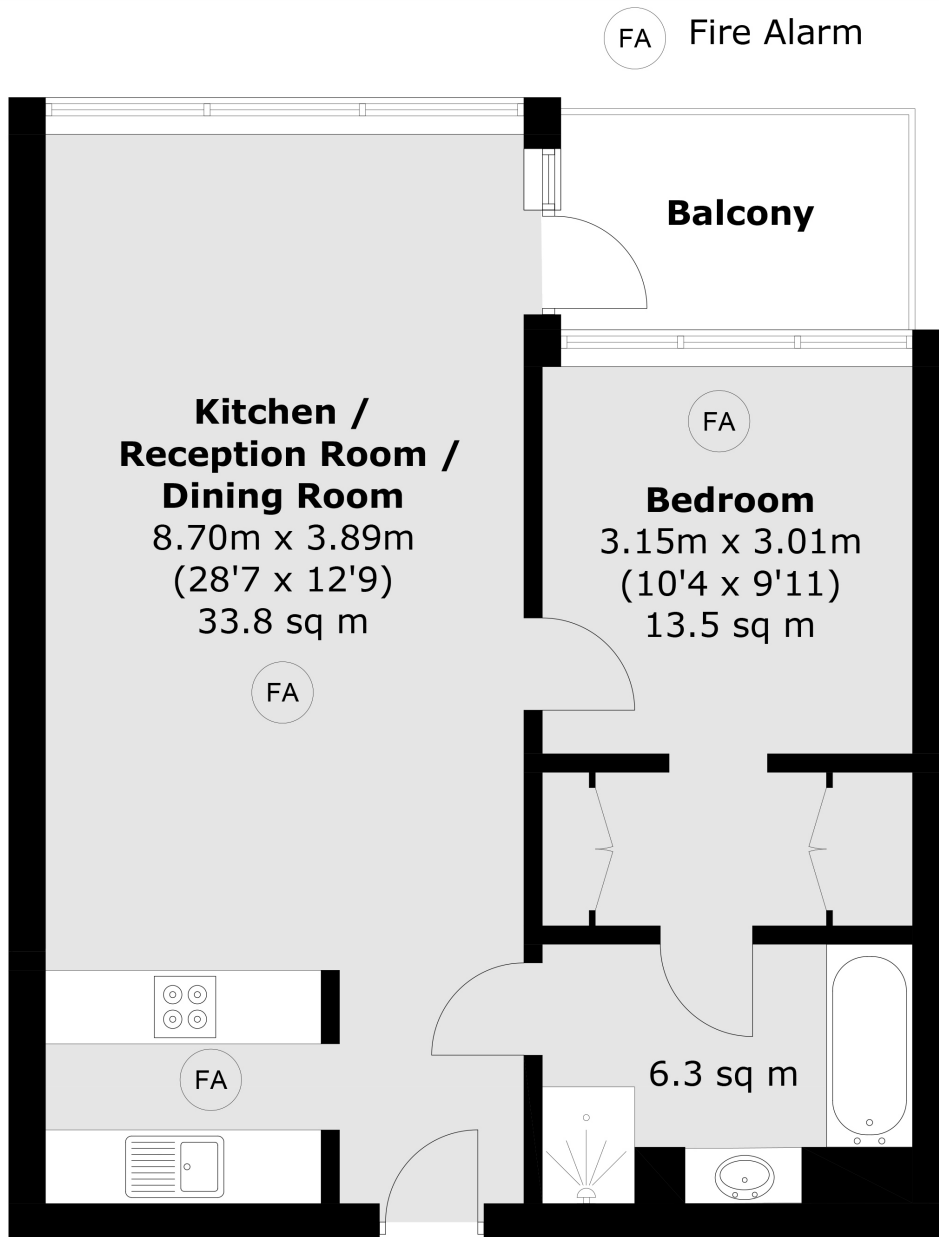 FA Fire Alarm
Balcony
Kitchen /
Reception Room /
Dining Room
8.70m x 3.89m
(28'7 x 12'9)
33.8 sq m
FA
FA
Bedroom
3.15m x 3.01m
(10'4 x 9'11)
13.5 sq m
FA
6.3 sq m